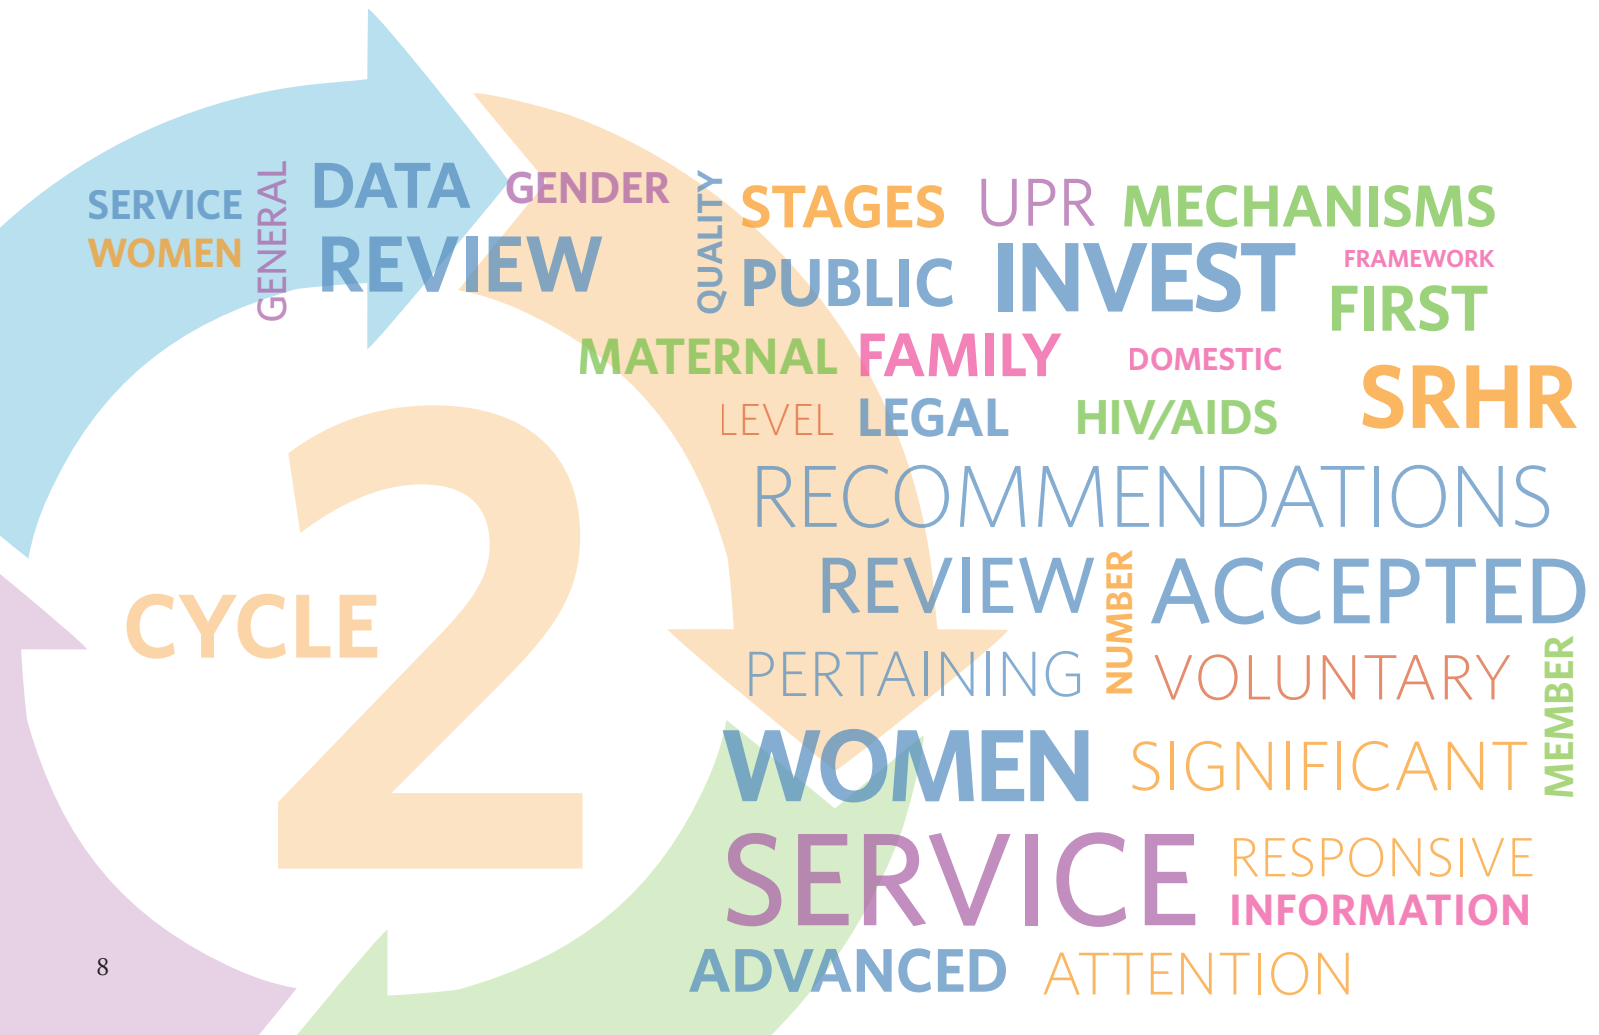 SERVICE
WOMEN
GENERAL
DATA
REVIEW
GENDER
QUALITY
STAGES UPR MECHANISMS
PUBLIC INVEST FRAMEWORK
FIRST
MATERNAL FAMILY DOMESTIC
SRHR
LEVEL LEGAL HIV/AIDS
RECOMMENDATIONS
REVIEW NUMBER ACCEPTED
CYCLE 2
PERTAINING VOLUNTARY
MEMBER
WOMEN SIGNIFICANT
SERVICE RESPONSIVE
INFORMATION
ADVANCED ATTENTION
8